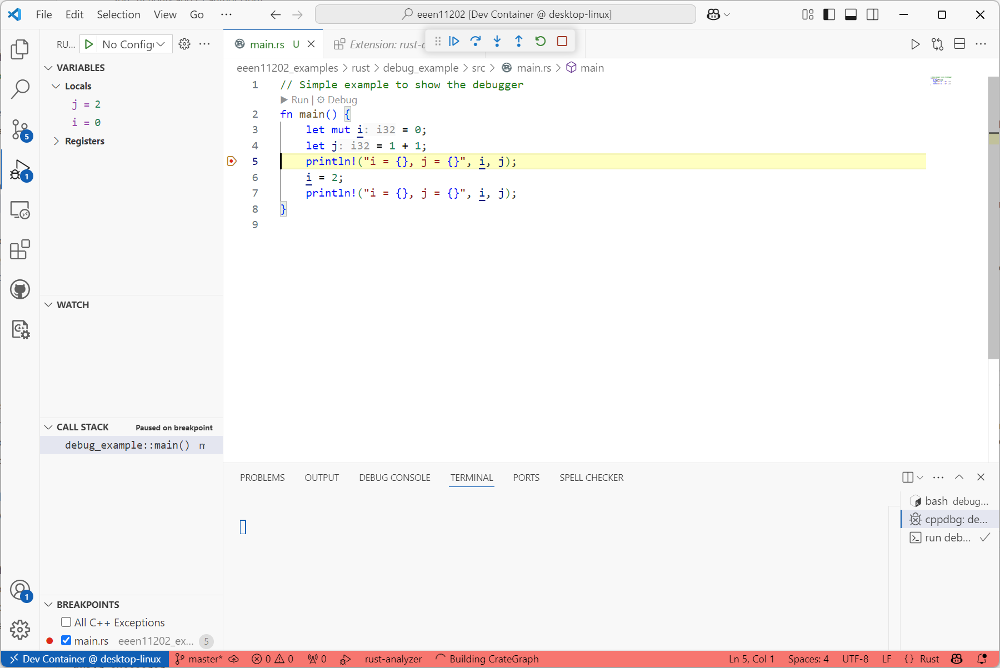 File Edit Selection View Go ··· eeen11202 [Dev Container @ desktop-linux]
RU... No Config
main.rs U Extension: rust-
eeen11202_examples > rust > debug_example > src > main.rs > main
VARIABLES
Locals
j = 2
i = 0
Registers
1 // Simple example to show the debugger
Run | Debug
2 fn main() {
3 let mut i: i32 = 0;
4 let j: i32 = 1 + 1;
5 println!("i = {}, j = {}", i, j);
6 i = 2;
7 println!("i = {}, j = {}", i, j);
8 }
9
5
1
WATCH
CALL STACK Paused on breakpoint
debug_example::main()
PROBLEMS OUTPUT DEBUG CONSOLE TERMINAL PORTS SPELL CHECKER
bash debug...
cppdbg: de...
run deb...
1
BREAKPOINTS
All C++ Exceptions
main.rs eeen11202_ex... 5
Dev Container @ desktop-linux master* 0 0 0 rust-analyzer Building CrateGraph Ln 5, Col 1 Spaces: 4 UTF-8 LF {} Rust